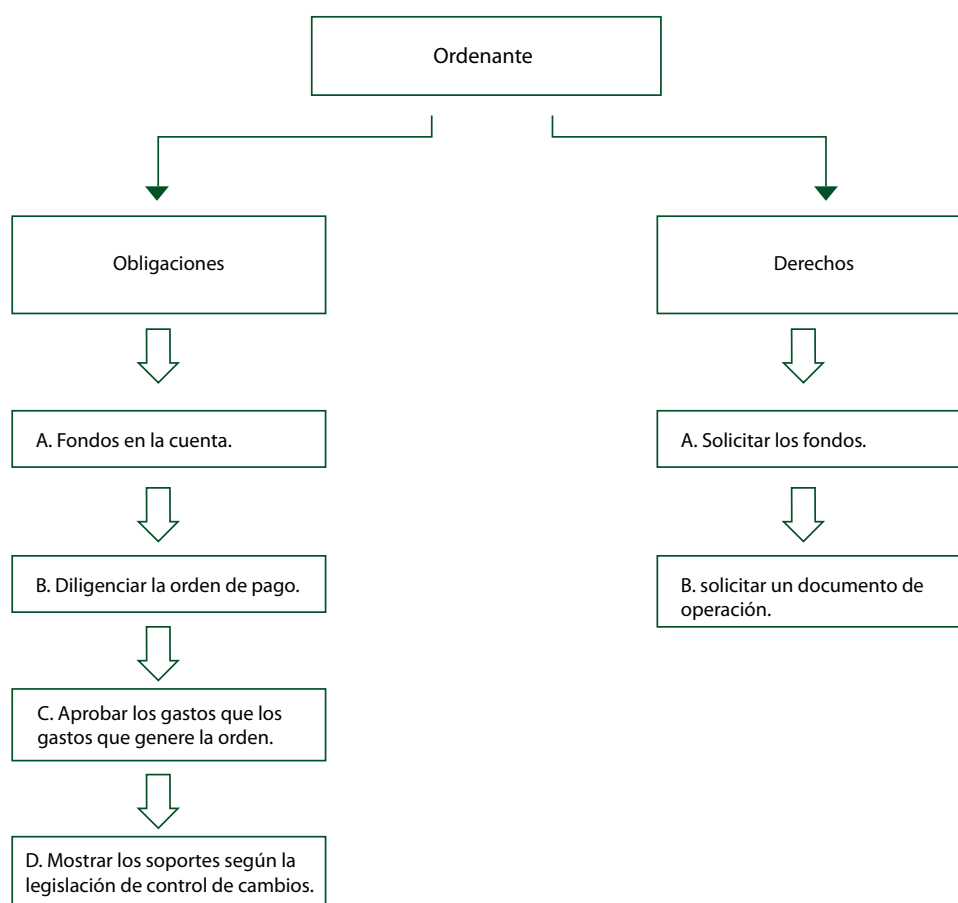 Ordenante
Obligaciones
Derechos
A. Fondos en la cuenta.
B. Diligenciar la orden de pago.
C. Aprobar los gastos que los
gastos que genere la orden.
D. Mostrar los soportes según la
legislación de control de cambios.
A. Solicitar los fondos.
B. solicitar un documento de
operación.